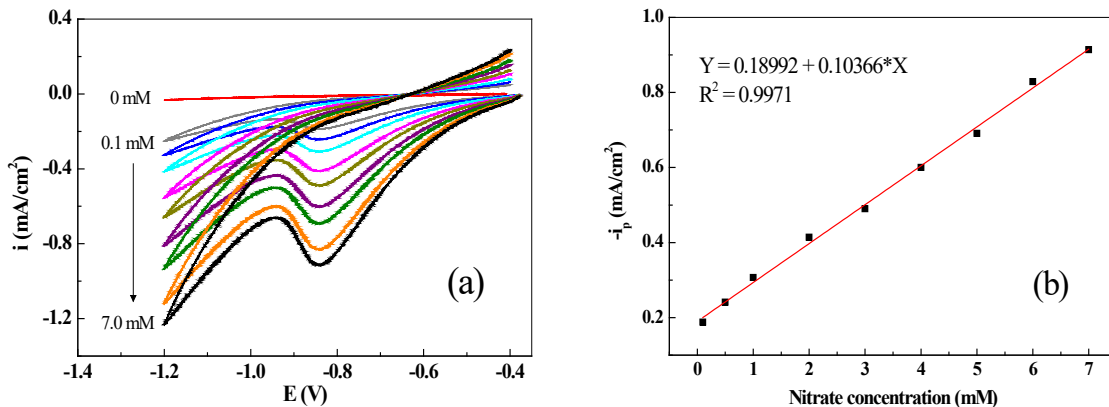 0.4
0.0
-0.4
-0.8
-1.2
i (mA/cm²)
0 mM
0.1 mM
7.0 mM
(a)
-1.4 -1.2 -1.0 -0.8 -0.6 -0.4
E (V)
1.0
0.8
0.6
0.4
0.2
-iₚ (mA/cm²)
Y = 0.18992 + 0.10366*X
R² = 0.9971
(b)
0 1 2 3 4 5 6 7
Nitrate concentration (mM)